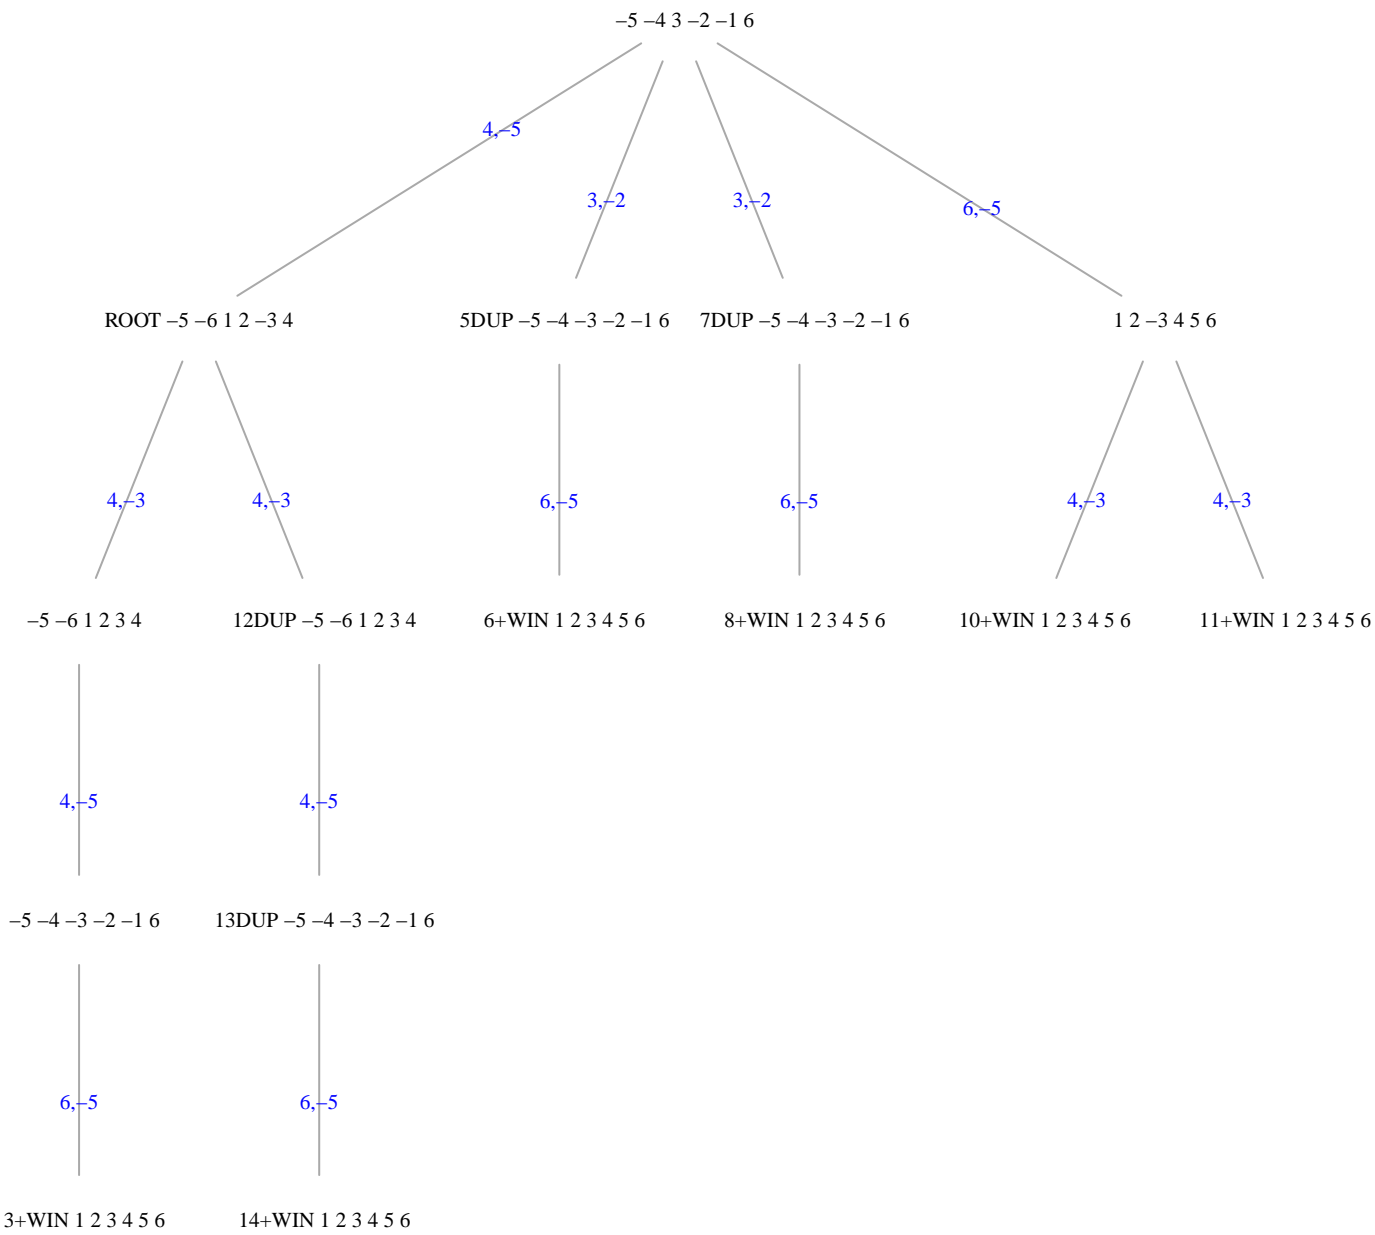 –5 –4 3 –2 –1 6
4,–5
3,–2
3,–2
6,–5
ROOT –5 –6 1 2 –3 4
5DUP –5 –4 –3 –2 –1 6
7DUP –5 –4 –3 –2 –1 6
1 2 –3 4 5 6
4,–3
4,–3
6,–5
6,–5
4,–3
4,–3
–5 –6 1 2 3 4
12DUP –5 –6 1 2 3 4
6+WIN 1 2 3 4 5 6
8+WIN 1 2 3 4 5 6
10+WIN 1 2 3 4 5 6
11+WIN 1 2 3 4 5 6
4,–5
4,–5
–5 –4 –3 –2 –1 6
13DUP –5 –4 –3 –2 –1 6
6,–5
6,–5
3+WIN 1 2 3 4 5 6
14+WIN 1 2 3 4 5 6